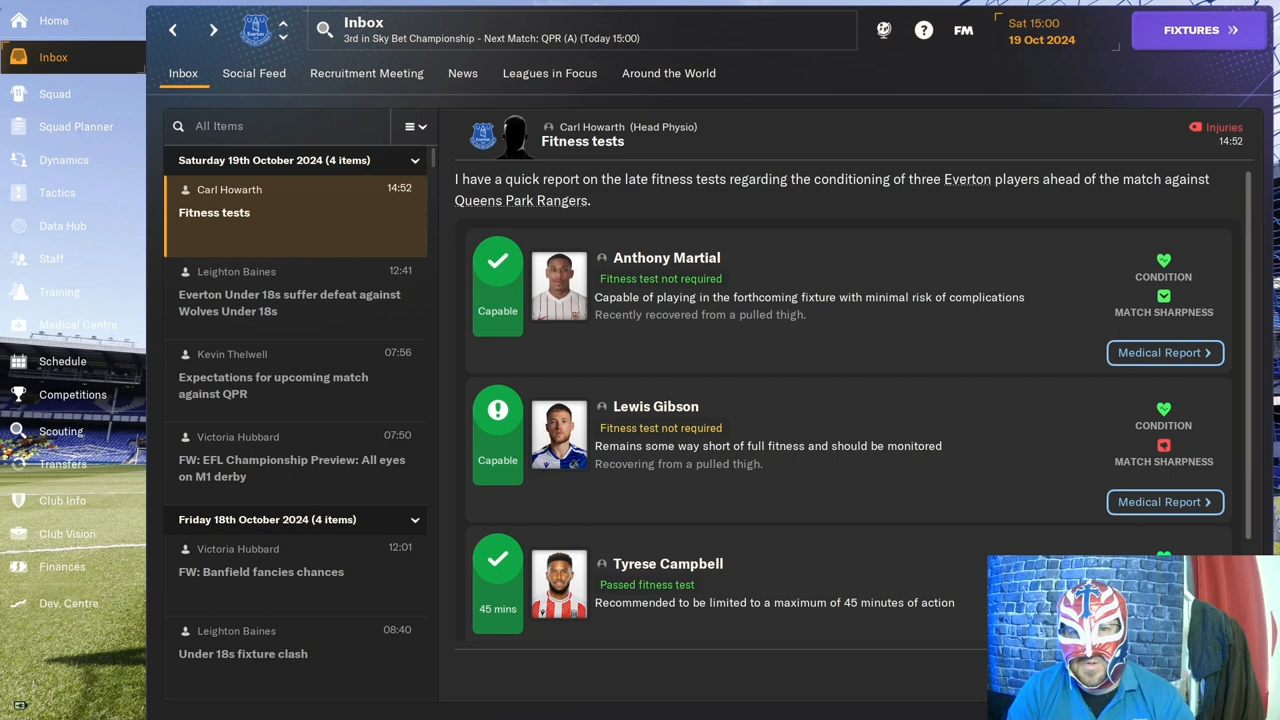 Home
Inbox
Squad
Squad Planner
Dynamics
Tactics
Data Hub
Staff
Training
Medical Centre
Schedule
Competitions
Scouting
Transfers
Club Info
Club Vision
Finances
Dev. Centre
Everton
Inbox
3rd in Sky Bet Championship - Next Match: QPR (A) (Today 15:00)
?
FM
Sat 15:00
19 Oct 2024
FIXTURES
Inbox
Social Feed
Recruitment Meeting
News
Leagues in Focus
Around the World
All Items
Saturday 19th October 2024 (4 items)
Carl Howarth 14:52
Fitness tests
Leighton Baines 12:41
Everton Under 18s suffer defeat against
Wolves Under 18s
Kevin Thelwell 07:56
Expectations for upcoming match
against QPR
Victoria Hubbard 07:50
FW: EFL Championship Preview: All eyes
on M1 derby
Friday 18th October 2024 (4 items)
Victoria Hubbard 12:01
FW: Banfield fancies chances
Leighton Baines 08:40
Under 18s fixture clash
Carl Howarth (Head Physio)
Fitness tests
Injuries
14:52
I have a quick report on the late fitness tests regarding the conditioning of three Everton players ahead of the match against
Queens Park Rangers.
Capable
Anthony Martial
Fitness test not required
Capable of playing in the forthcoming fixture with minimal risk of complications
Recently recovered from a pulled thigh.
CONDITION
MATCH SHARPNESS
Medical Report
Capable
Lewis Gibson
Fitness test not required
Remains some way short of full fitness and should be monitored
Recovering from a pulled thigh.
CONDITION
MATCH SHARPNESS
Medical Report
45 mins
Tyrese Campbell
Passed fitness test
Recommended to be limited to a maximum of 45 minutes of action